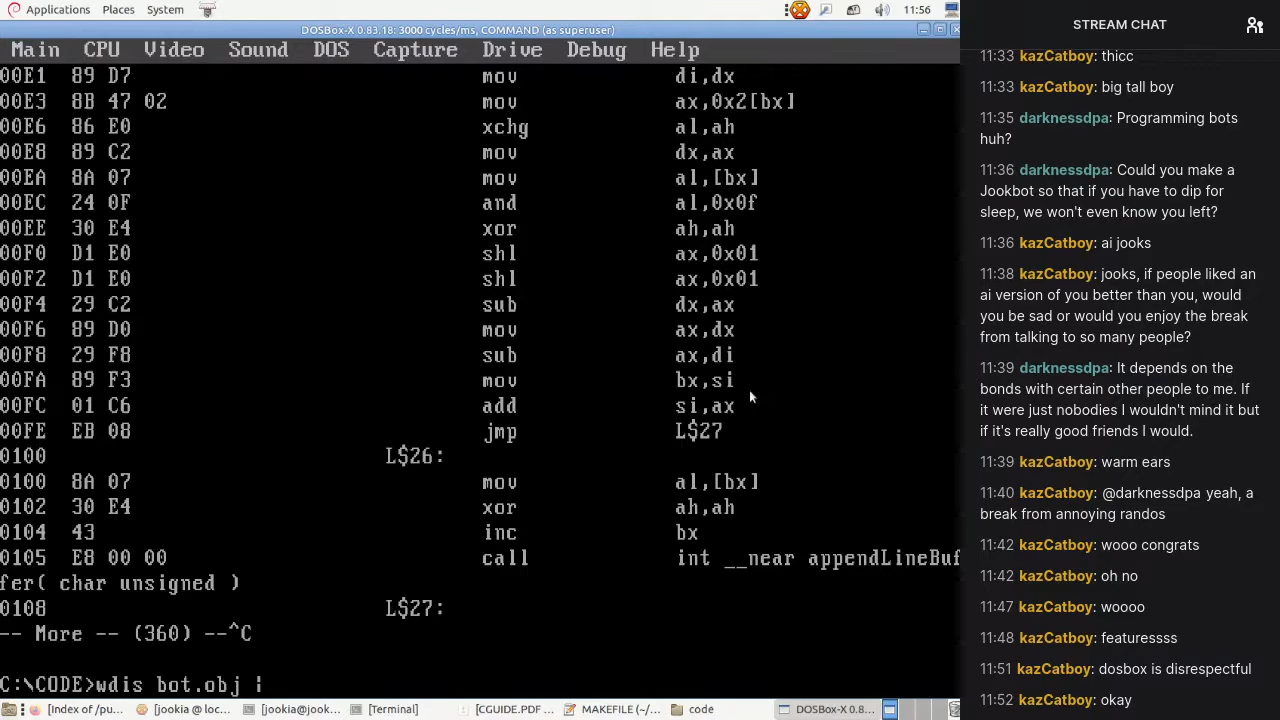 Applications Places System 11:56
DOSBox-X 0.83.18: 3000 cycles/ms, COMMAND (as superuser)
Main CPU Video Sound DOS Capture Drive Debug Help
00E1 89 D7 mov di,dx
00E3 8B 47 02 mov ax,0x2[bx]
00E6 86 E0 xchg al,ah
00E8 89 C2 mov dx,ax
00EA 8A 07 mov al,[bx]
00EC 24 0F and al,0x0f
00EE 30 E4 xor ah,ah
00F0 D1 E0 shl ax,0x01
00F2 D1 E0 shl ax,0x01
00F4 29 C2 sub dx,ax
00F6 89 D0 mov ax,dx
00F8 29 F8 sub ax,di
00FA 89 F3 mov bx,si
00FC 01 C6 add si,ax
00FE EB 08 jmp L$27
0100 L$26:
0100 8A 07 mov al,[bx]
0102 30 E4 xor ah,ah
0104 43 inc bx
0105 E8 00 00 call int __near appendLineBuf
fer( char unsigned )
0108 L$27:
-- More -- (360) --^C
C:\CODE>wdis bot.obj |
[Index of /pu... [jookia @ loc... [jookia@jook... [Terminal] [CGUIDE.PDF ... MAKEFILE (~/... code DOSBox-X 0.8...
STREAM CHAT
11:33 kazCatboy: thicc
11:33 kazCatboy: big tall boy
11:35 darknessdpa: Programming bots
huh?
11:36 darknessdpa: Could you make a
Jookbot so that if you have to dip for
sleep, we won't even know you left?
11:36 kazCatboy: ai jooks
11:38 kazCatboy: jooks, if people liked an
ai version of you better than you, would
you be sad or would you enjoy the break
from talking to so many people?
11:39 darknessdpa: It depends on the
bonds with certain other people to me. If
it were just nobodies I wouldn't mind it but
if it's really good friends I would.
11:39 kazCatboy: warm ears
11:40 kazCatboy: @darknessdpa yeah, a
break from annoying randos
11:42 kazCatboy: wooo congrats
11:42 kazCatboy: oh no
11:47 kazCatboy: woooo
11:48 kazCatboy: featuressss
11:51 kazCatboy: dosbox is disrespectful
11:52 kazCatboy: okay